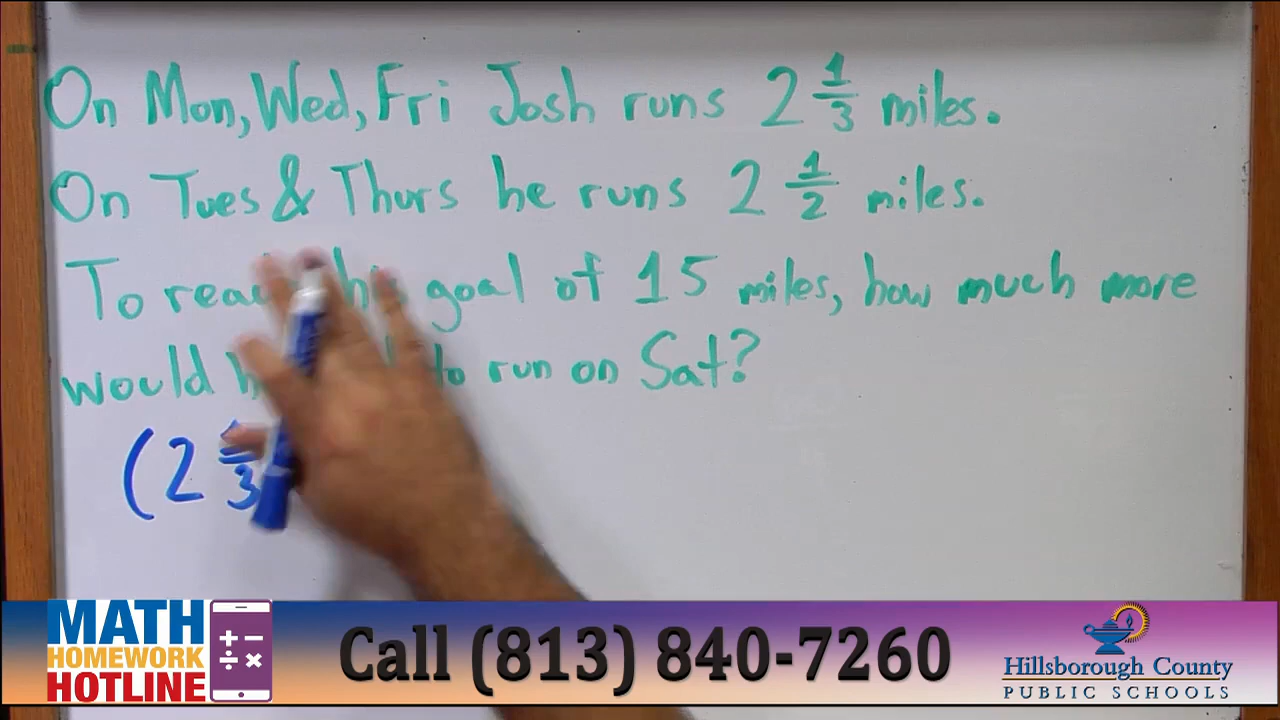 On Mon, Wed, Fri Josh runs 2 1/3 miles.
On Tues & Thurs he runs 2 1/2 miles.
To goal of 15 miles, how much more
would to run on Sat?
(2 /3
MATH
HOMEWORK
HOTLINE
+ −
÷ ×
Call (813) 840-7260
Hillsborough County
PUBLIC SCHOOLS